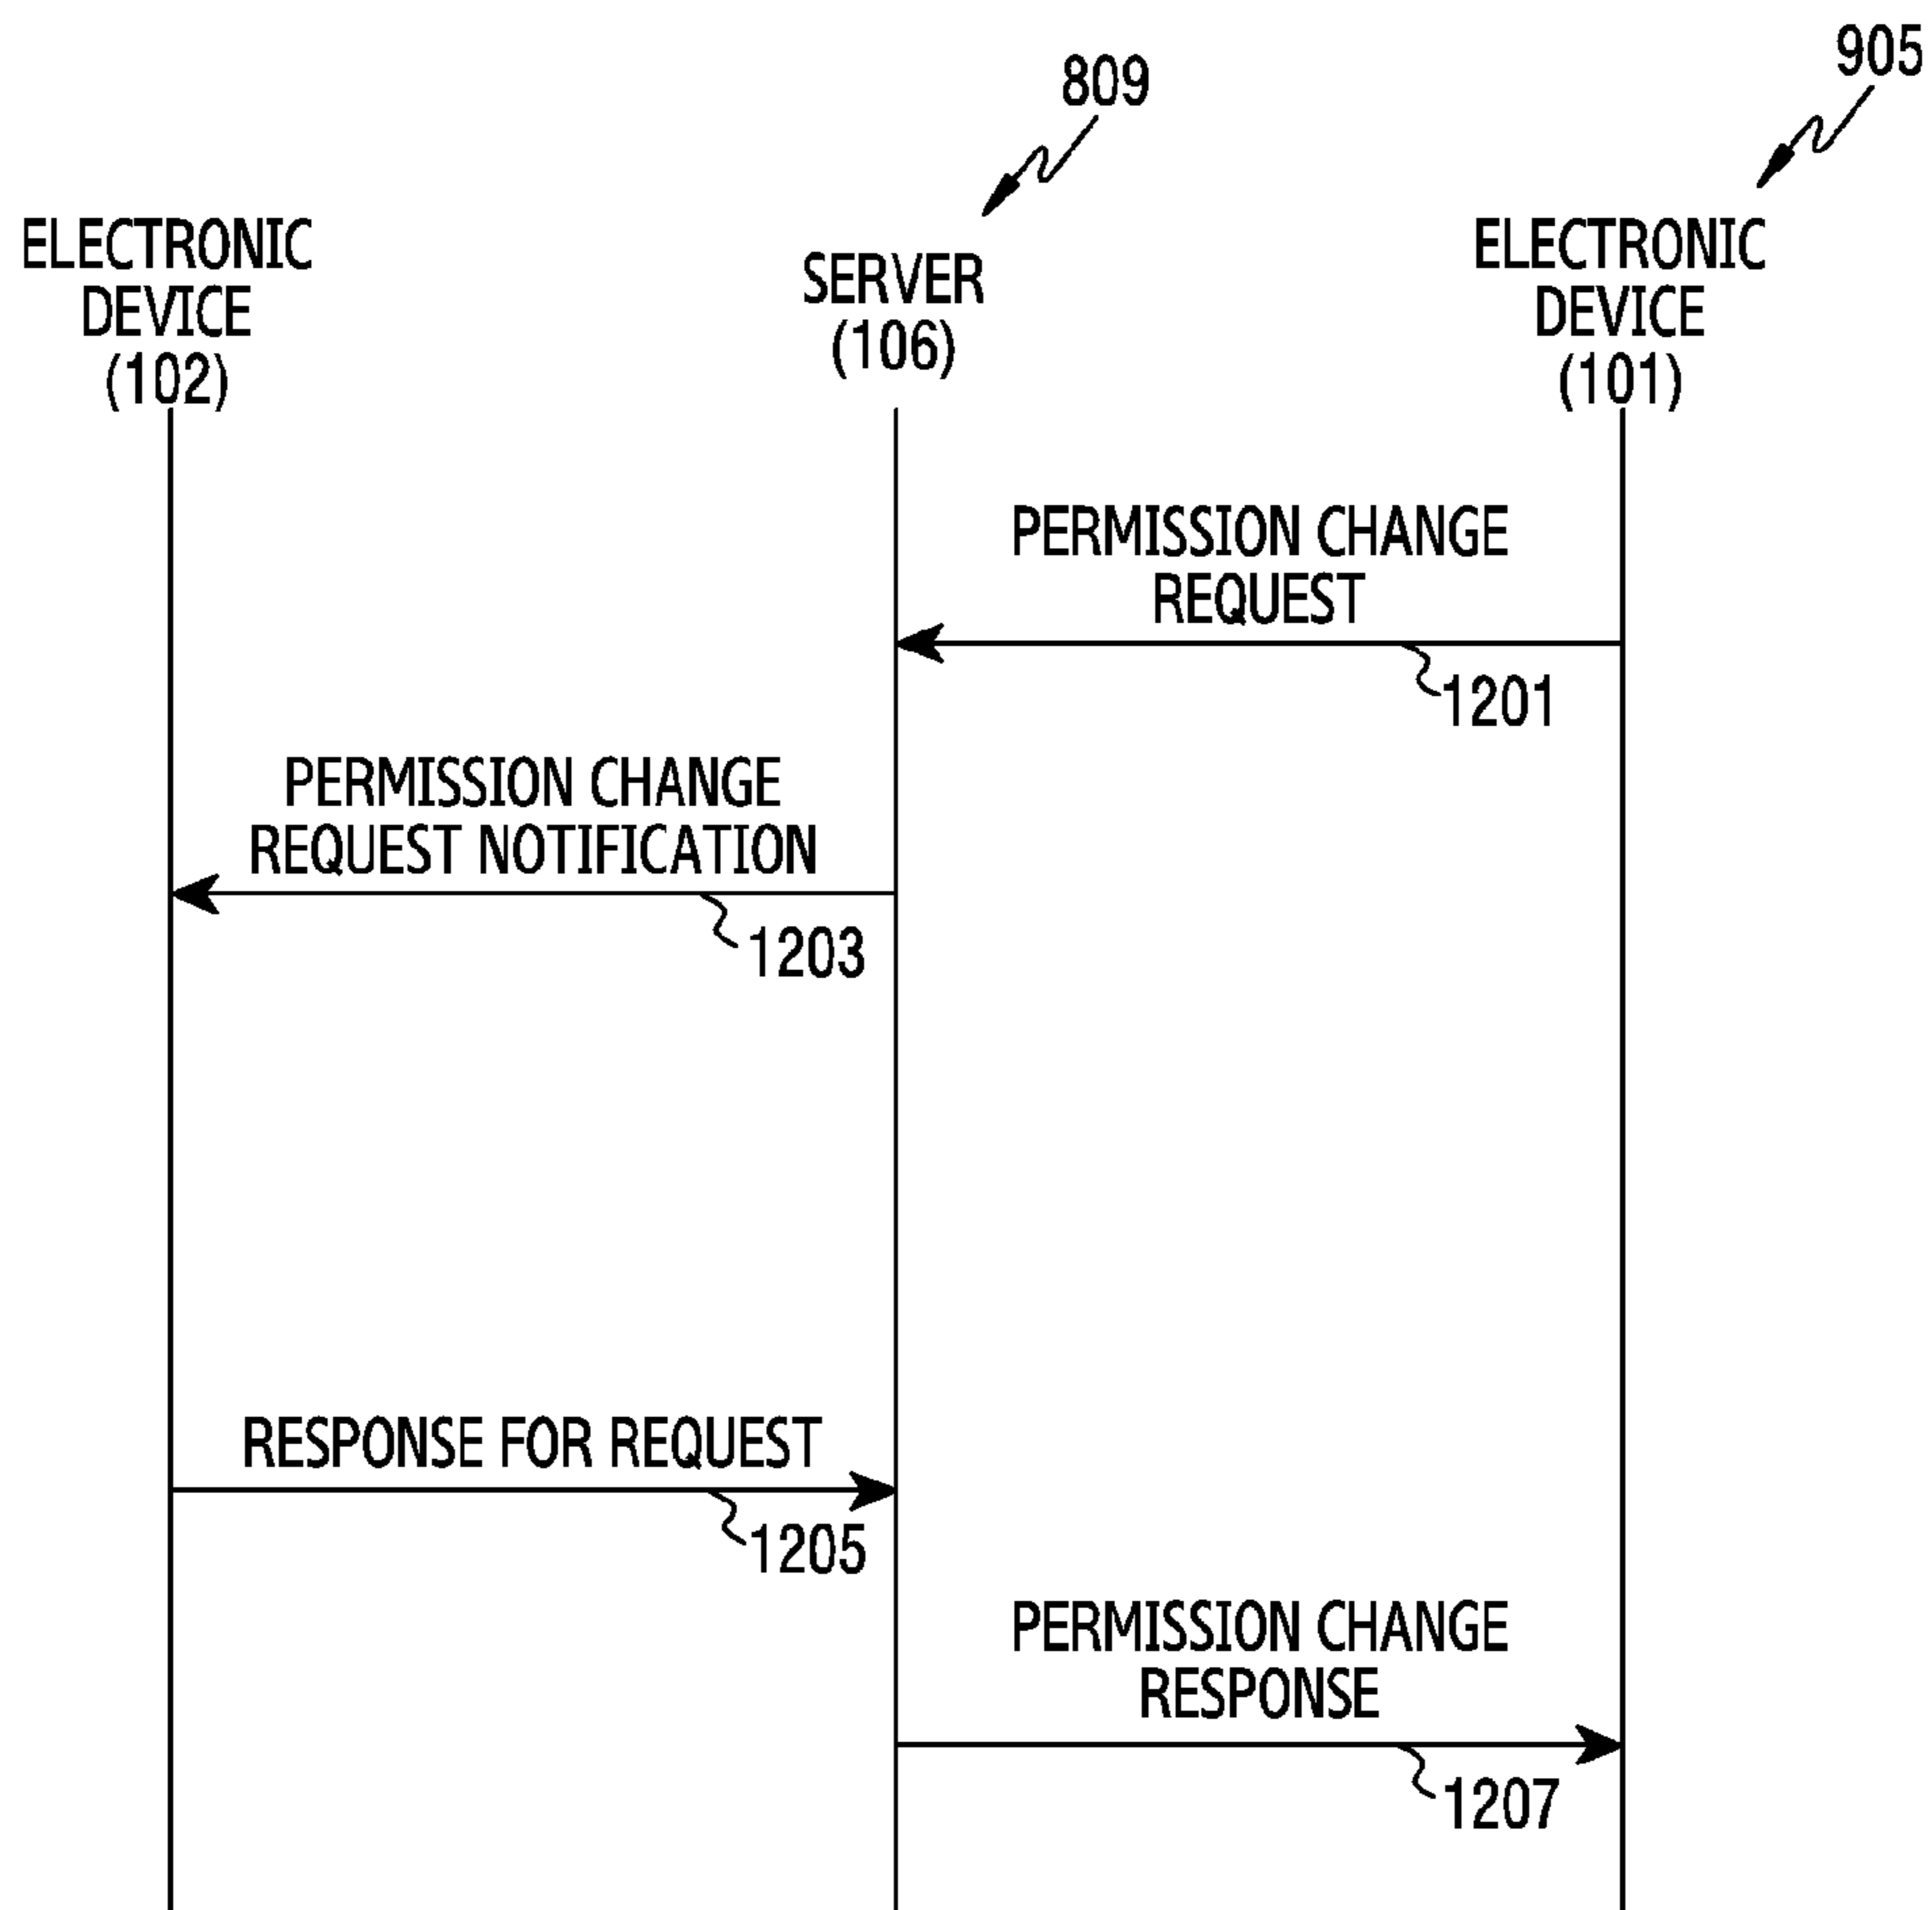 809
905
ELECTRONIC
DEVICE
(102)
SERVER
(106)
ELECTRONIC
DEVICE
(101)
PERMISSION CHANGE
REQUEST
1201
PERMISSION CHANGE
REQUEST NOTIFICATION
1203
RESPONSE FOR REQUEST
1205
PERMISSION CHANGE
RESPONSE
1207